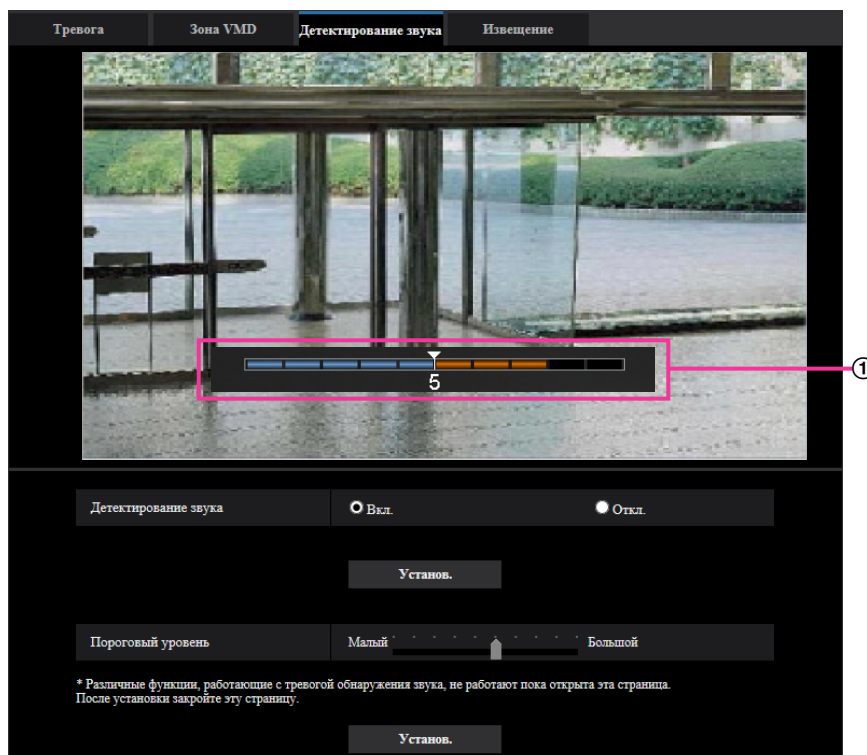 Тревога Зона VMD Детектирование звука Извещение
5
①
Детектирование звука Вкл. Откл.
Установ.
Пороговый уровень Малый Большой
* Различные функции, работающие с тревогой обнаружения звука, не работают пока открыта эта страница.
После установки закройте эту страницу.
Установ.